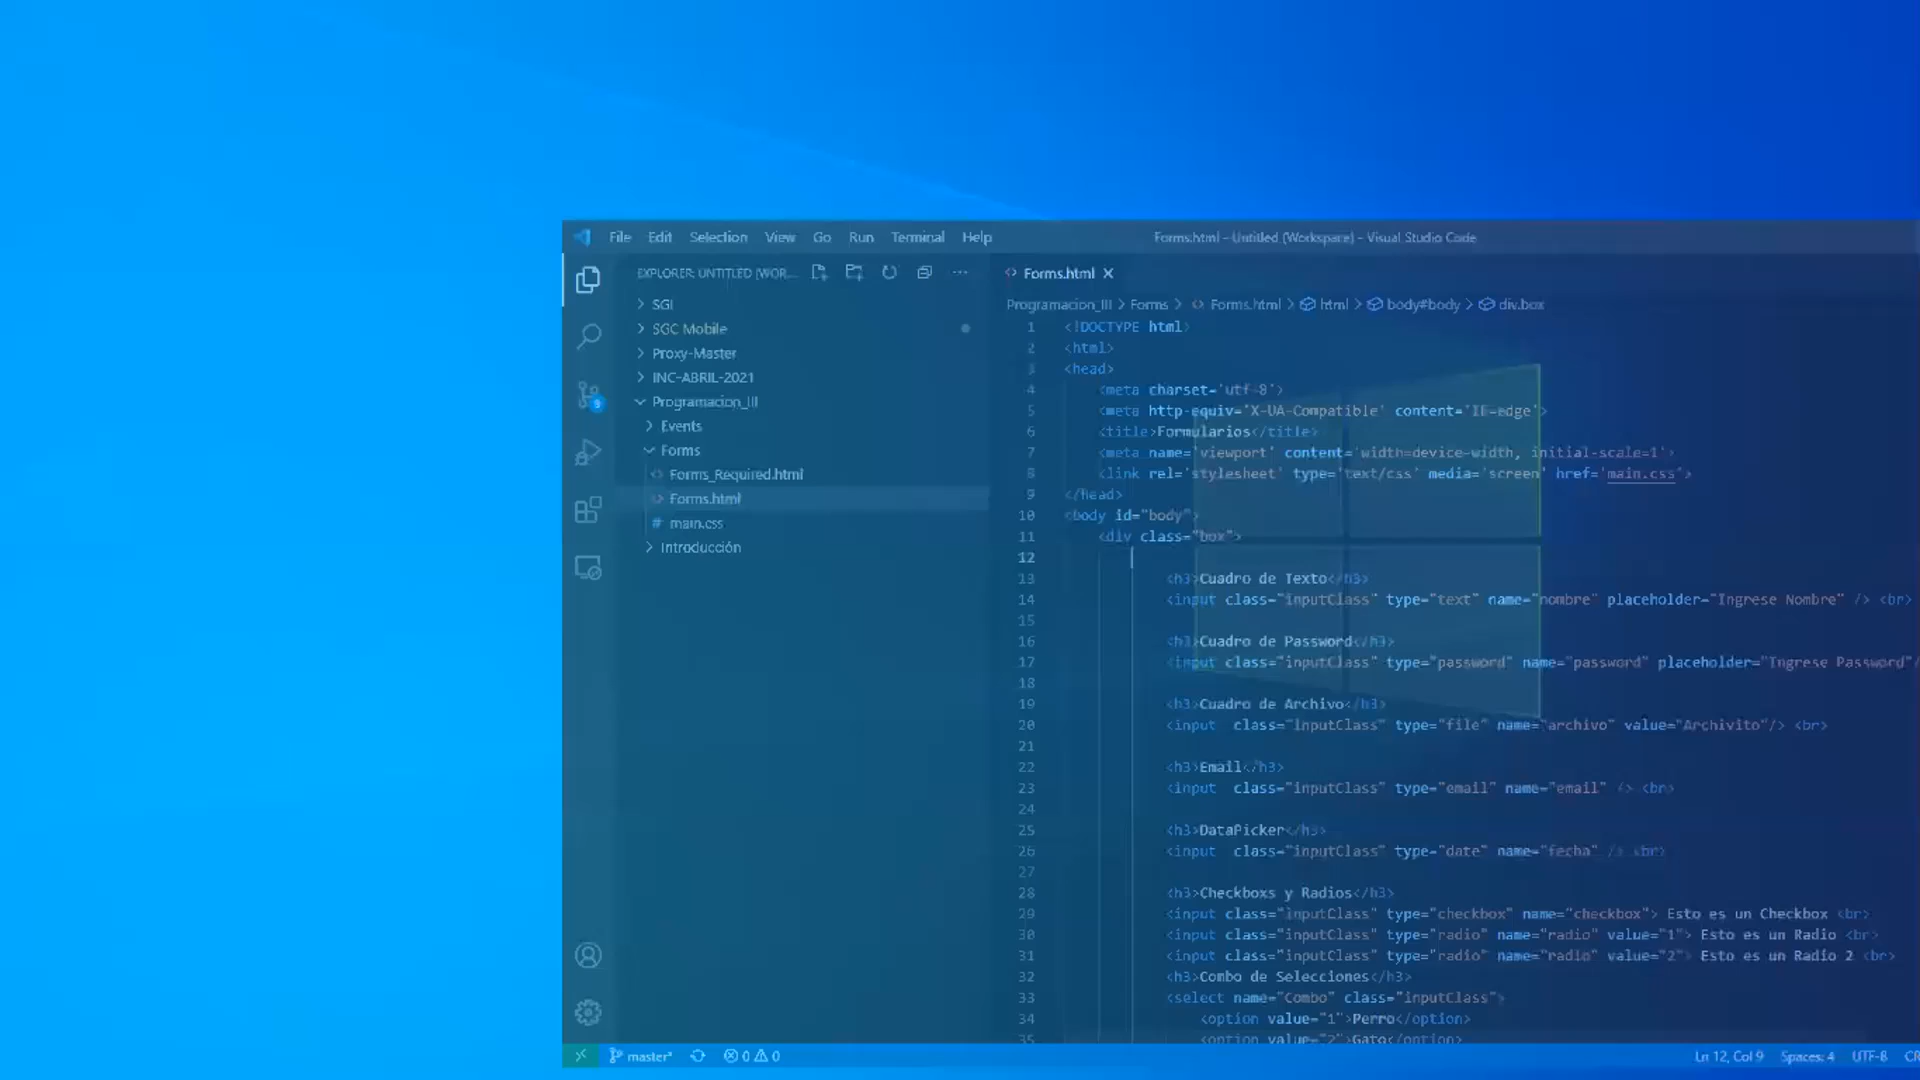 File Edit Selection View Go Run Terminal Help
Forms.html - Untitled (Workspace) - Visual Studio Code
EXPLORER: UNTITLED (WOR...
SGI
SGC Mobile
Proxy-Master
INC-ABRIL-2021
Programacion_III
Events
Forms
Forms_Required.html
Forms.html
main.css
Introducción
9
Forms.html
Programacion_III > Forms > Forms.html > html > body#body > div.box
1 <!DOCTYPE html>
2 <html>
3 <head>
4 <meta charset='utf-8'>
5 <meta http-equiv='X-UA-Compatible' content='IE=edge'>
6 <title>Formularios</title>
7 <meta name='viewport' content='width=device-width, initial-scale=1'>
8 <link rel='stylesheet' type='text/css' media='screen' href='main.css'>
9 </head>
10 <body id="body">
11 <div class="box">
12
13 <h3>Cuadro de Texto</h3>
14 <input class="inputClass" type="text" name="nombre" placeholder="Ingrese Nombre" /> <br>
15
16 <h3>Cuadro de Password</h3>
17 <input class="inputClass" type="password" name="password" placeholder="Ingrese Password"/
18
19 <h3>Cuadro de Archivo</h3>
20 <input class="inputClass" type="file" name="archivo" value="Archivito"/> <br>
21
22 <h3>Email</h3>
23 <input class="inputClass" type="email" name="email" /> <br>
24
25 <h3>DataPicker</h3>
26 <input class="inputClass" type="date" name="fecha" /> <br>
27
28 <h3>Checkboxs y Radios</h3>
29 <input class="inputClass" type="checkbox" name="checkbox"> Esto es un Checkbox <br>
30 <input class="inputClass" type="radio" name="radio" value="1"> Esto es un Radio <br>
31 <input class="inputClass" type="radio" name="radio" value="2"> Esto es un Radio 2 <br>
32 <h3>Combo de Selecciones</h3>
33 <select name="Combo" class="inputClass">
34 <option value="1">Perro</option>
35 <option value="2">Gato</option>
master* 0 0
Ln 12, Col 9 Spaces: 4 UTF-8 CR